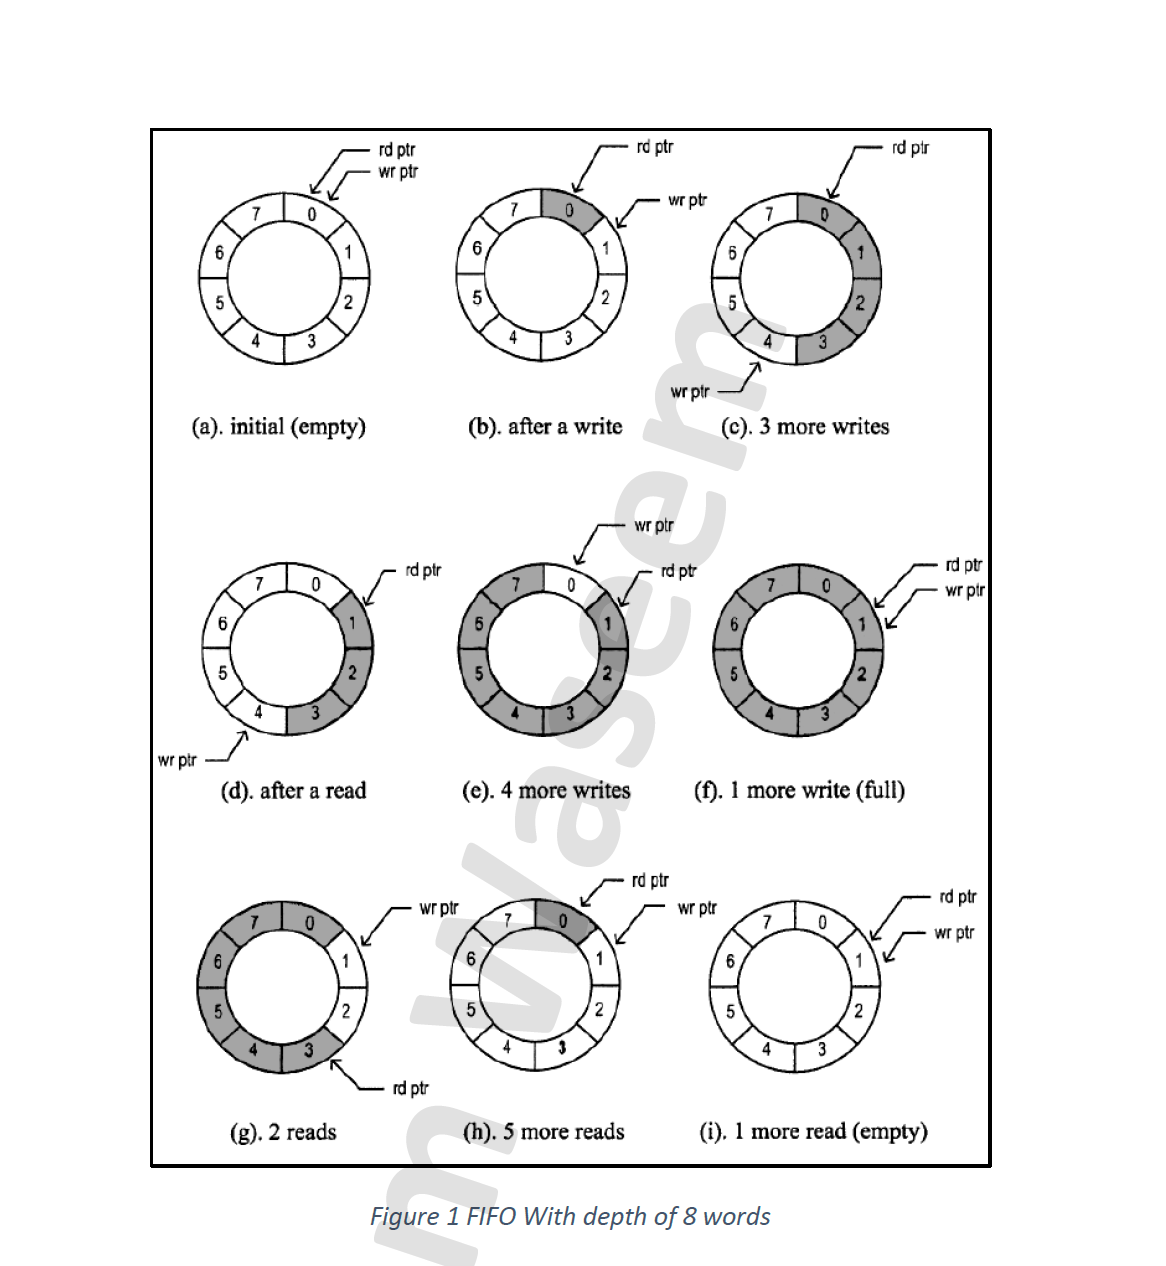 rd ptr
wr ptr
7 0
6 1
5 2
4 3
(a). initial (empty)
rd ptr
wr ptr
7 0
6 1
5 2
4 3
(b). after a write
rd ptr
7 0
6 1
5 2
4 3
wr ptr
(c). 3 more writes
rd ptr
7 0
6 1
5 2
4 3
wr ptr
(d). after a read
wr ptr
rd ptr
7 0
6 1
5 2
4 3
(e). 4 more writes
rd ptr
wr ptr
7 0
6 1
5 2
4 3
(f). 1 more write (full)
wr ptr
7 0
6 1
5 2
4 3
rd ptr
(g). 2 reads
rd ptr
wr ptr
7 0
6 1
5 2
4 3
(h). 5 more reads
rd ptr
wr ptr
7 0
6 1
5 2
4 3
(i). 1 more read (empty)
Figure 1 FIFO With depth of 8 words
m Waseem